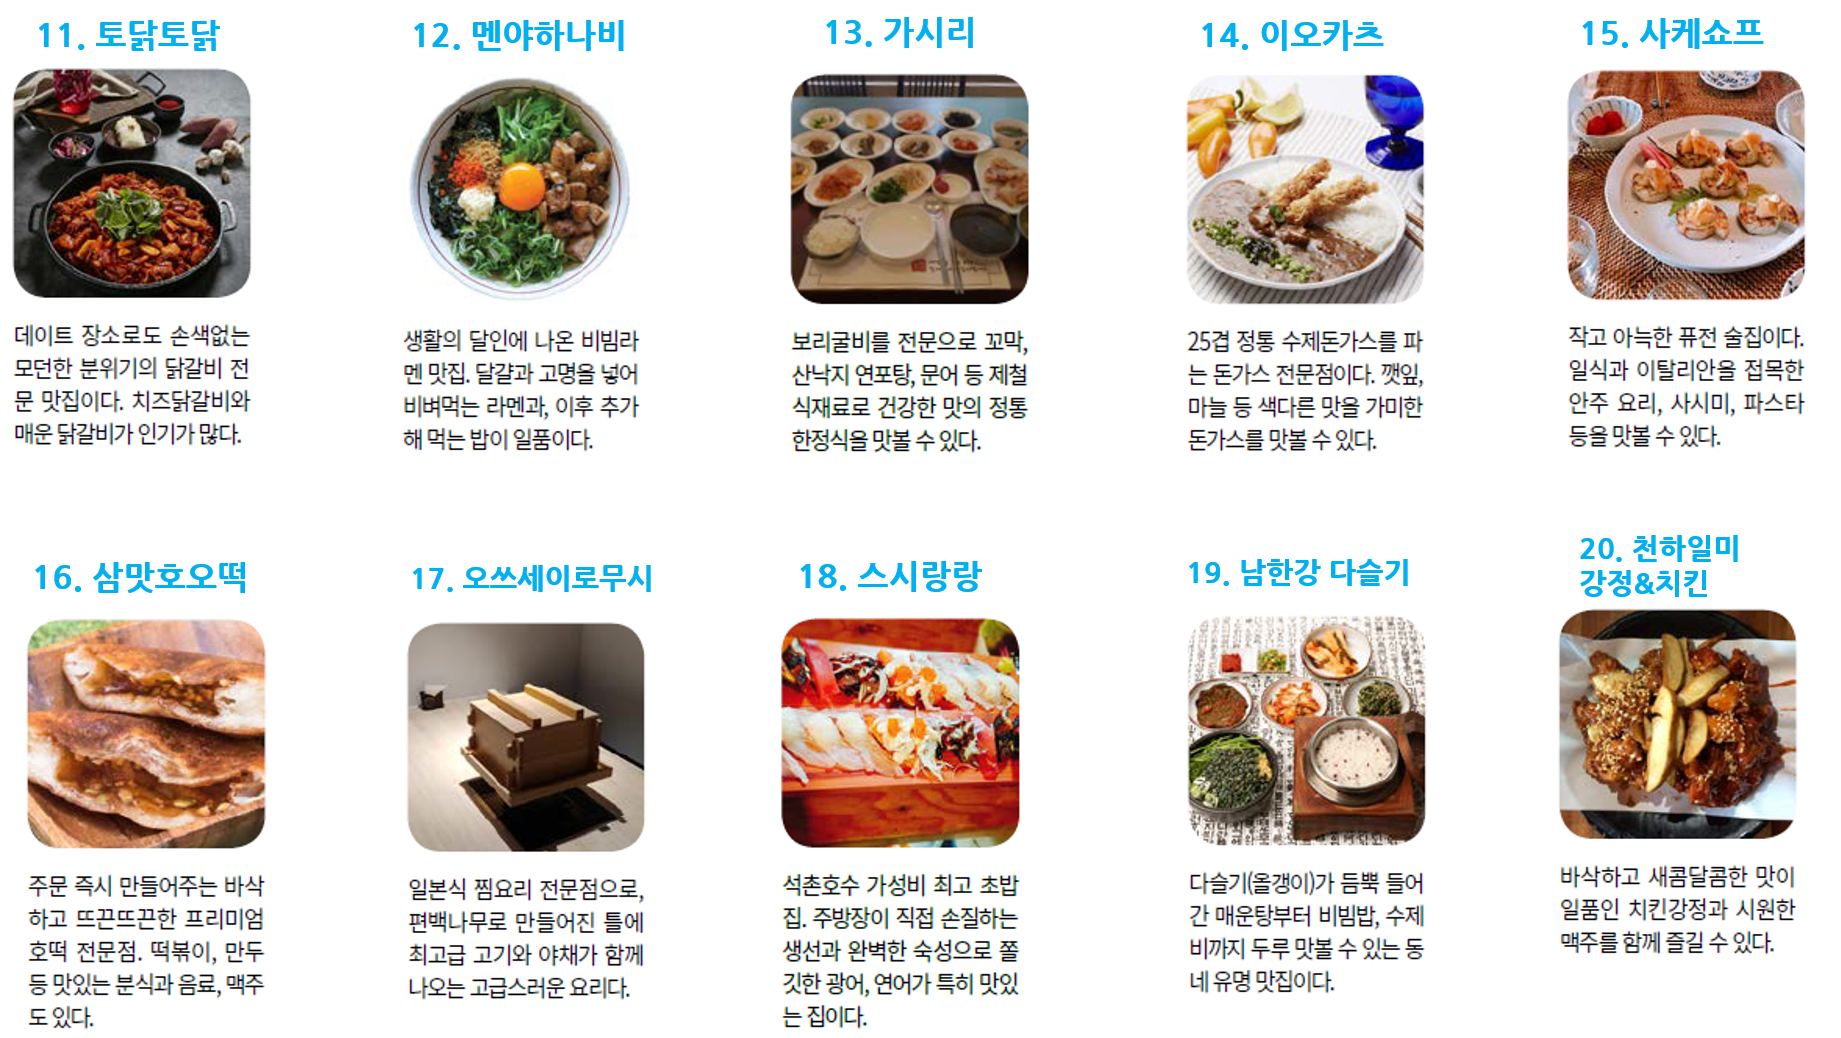 11. 토닭토닭
데이트 장소로도 손색없는
모던한 분위기의 닭갈비 전
문 맛집이다. 치즈닭갈비와
매운 닭갈비가 인기가 많다.
12. 멘야하나비
생활의 달인에 나온 비빔라
멘 맛집. 달걀과 고명을 넣어
비벼먹는 라멘과, 이후 추가
해 먹는 밥이 일품이다.
13. 가시리
보리굴비를 전문으로 꼬막,
산낙지 연포탕, 문어 등 제철
식재료로 건강한 맛의 정통
한정식을 맛볼 수 있다.
14. 이오카츠
25겹 정통 수제돈가스를 파
는 돈가스 전문점이다. 깻잎,
마늘 등 색다른 맛을 가미한
돈가스를 맛볼 수 있다.
15. 사케쇼프
작고 아늑한 퓨전 술집이다.
일식과 이탈리안을 접목한
안주 요리, 사시미, 파스타
등을 맛볼 수 있다.
16. 삼맛호오떡
주문 즉시 만들어주는 바삭
하고 뜨끈뜨끈한 프리미엄
호떡 전문점. 떡볶이, 만두
등 맛있는 분식과 음료, 맥주
도 있다.
17. 오쓰세이로무시
일본식 찜요리 전문점으로,
편백나무로 만들어진 틀에
최고급 고기와 야채가 함께
나오는 고급스러운 요리다.
18. 스시랑랑
석촌호수 가성비 최고 초밥
집. 주방장이 직접 손질하는
생선과 완벽한 숙성으로 쫄
깃한 광어, 연어가 특히 맛있
는 집이다.
19. 남한강 다슬기
다슬기(올갱이)가 듬뿍 들어
간 매운탕부터 비빔밥, 수제
비까지 두루 맛볼 수 있는 동
네 유명 맛집이다.
20. 천하일미
강정&치킨
바삭하고 새콤달콤한 맛이
일품인 치킨강정과 시원한
맥주를 함께 즐길 수 있다.